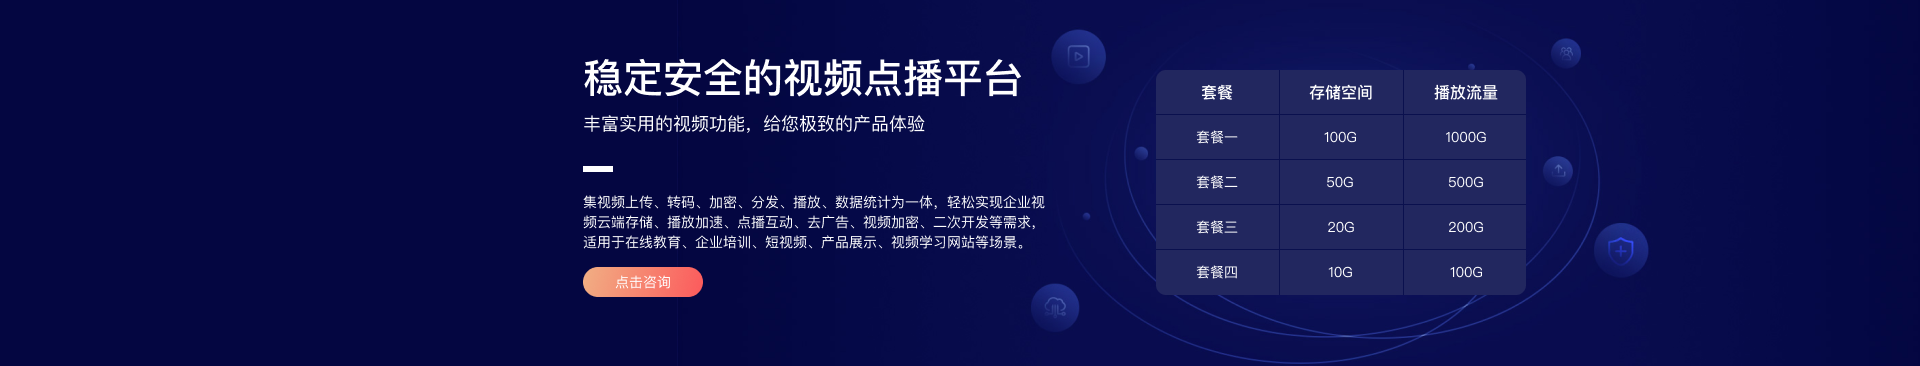 稳定安全的视频点播平台
丰富实用的视频功能，给您极致的产品体验
集视频上传、转码、加密、分发、播放、数据统计为一体，轻松实现企业视
频云端存储、播放加速、点播互动、去广告、视频加密、二次开发等需求，
适用于在线教育、企业培训、短视频、产品展示、视频学习网站等场景。
点击咨询
套餐 存储空间 播放流量
套餐一 100G 1000G
套餐二 50G 500G
套餐三 20G 200G
套餐四 10G 100G